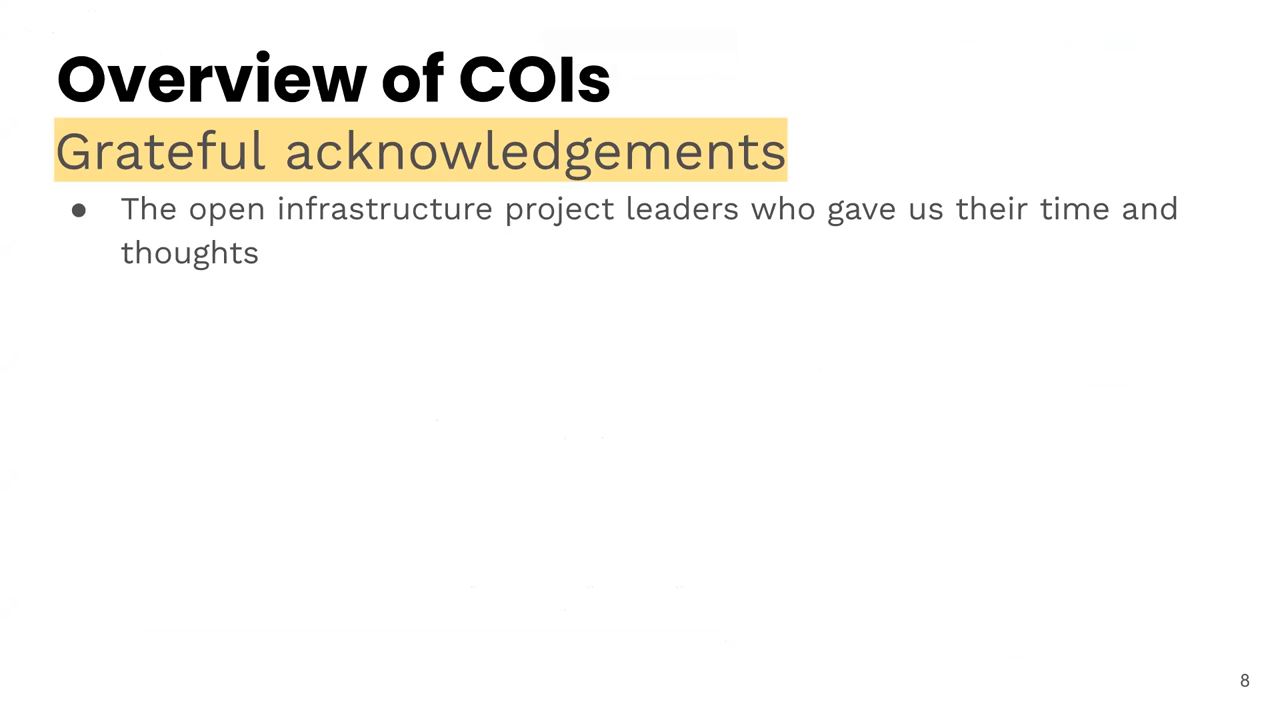 Overview of COIs
Grateful acknowledgements
● The open infrastructure project leaders who gave us their time and
thoughts
8